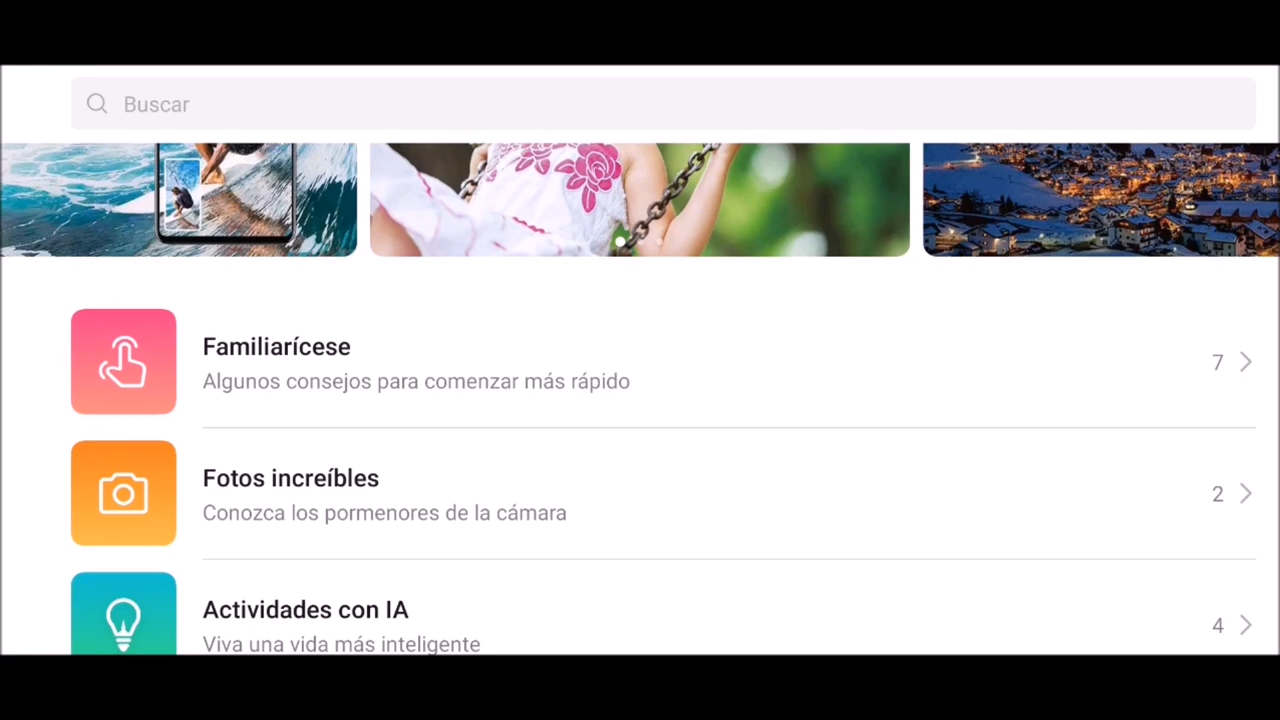 Buscar
Familiarícese
Algunos consejos para comenzar más rápido
7
Fotos increíbles
Conozca los pormenores de la cámara
2
Actividades con IA
Viva una vida más inteligente
4